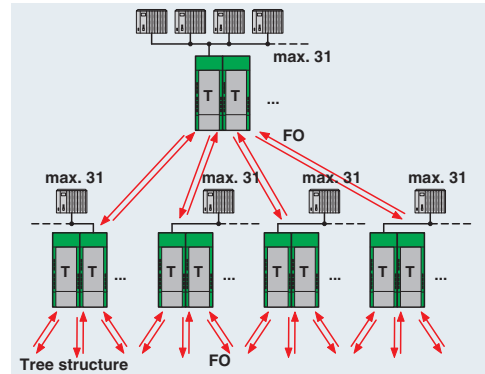 max. 31
T T ...
FO
max. 31 max. 31 max. 31 max. 31
T T ... T T ... T T ... T T ...
Tree structure FO